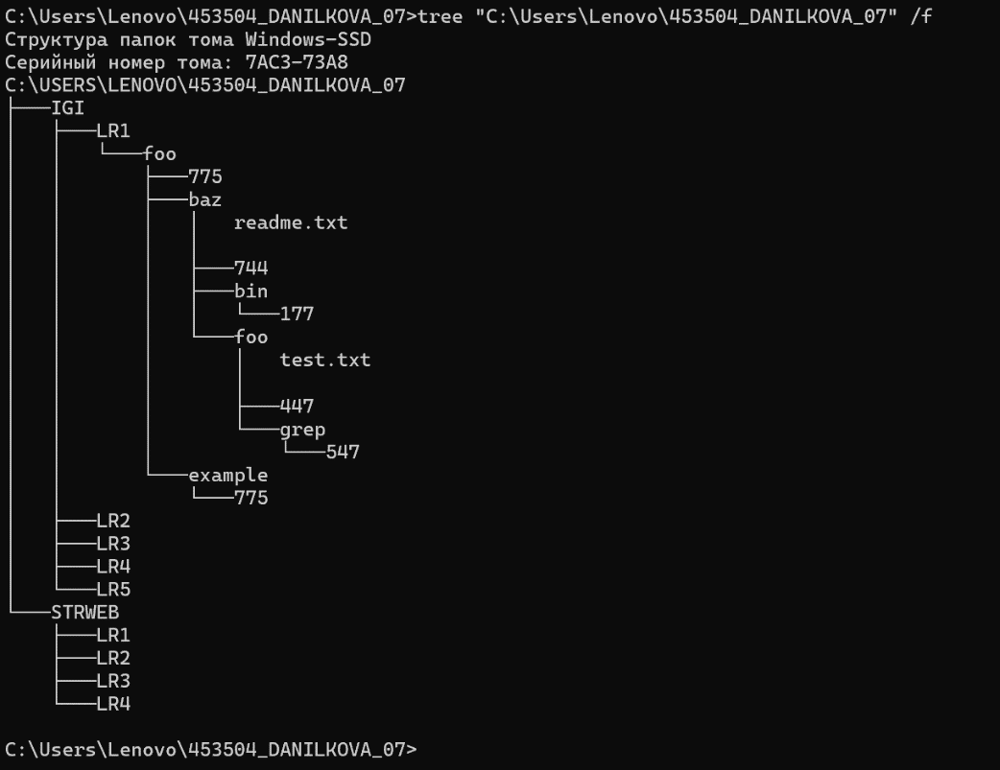 C:\Users\Lenovo\453504_DANILKOVA_07>tree "C:\Users\Lenovo\453504_DANILKOVA_07" /f
Структура папок тома Windows-SSD
Серийный номер тома: 7AC3-73A8
C:\USERS\LENOVO\453504_DANILKOVA_07
├───IGI
│   ├───LR1
│   │   └───foo
│   │       ├───775
│   │       ├───baz
│   │       │   │   readme.txt
│   │       │   │
│   │       │   ├───744
│   │       │   ├───bin
│   │       │   │   └───177
│   │       │   └───foo
│   │       │       │   test.txt
│   │       │       │
│   │       │       ├───447
│   │       │       └───grep
│   │       │           └───547
│   │       └───example
│   │           └───775
│   ├───LR2
│   ├───LR3
│   ├───LR4
│   └───LR5
└───STRWEB
    ├───LR1
    ├───LR2
    ├───LR3
    └───LR4
C:\Users\Lenovo\453504_DANILKOVA_07>